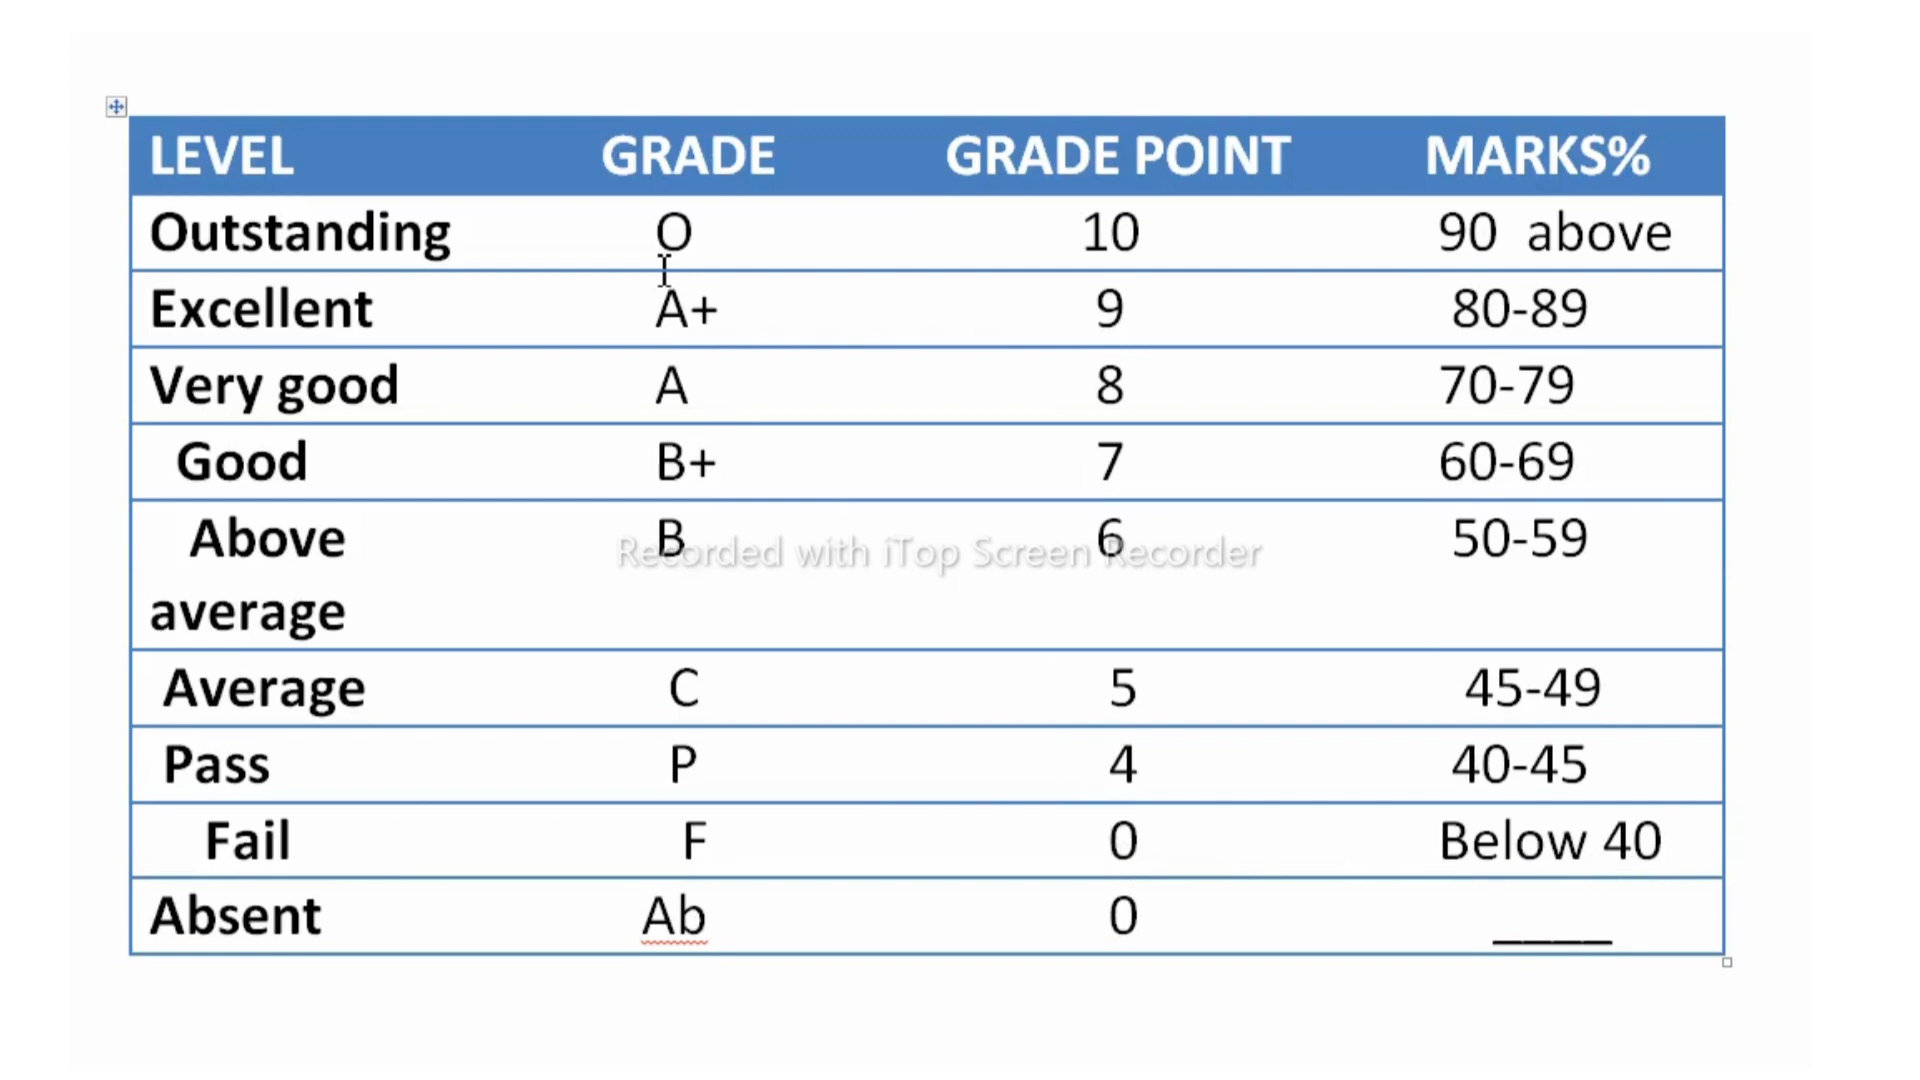 LEVEL GRADE GRADE POINT MARKS%
Outstanding O 10 90 above
Excellent A+ 9 80-89
Very good A 8 70-79
Good B+ 7 60-69
Above B 6 50-59
average
Recorded with iTop Screen Recorder
Average C 5 45-49
Pass P 4 40-45
Fail F 0 Below 40
Absent Ab 0 ____